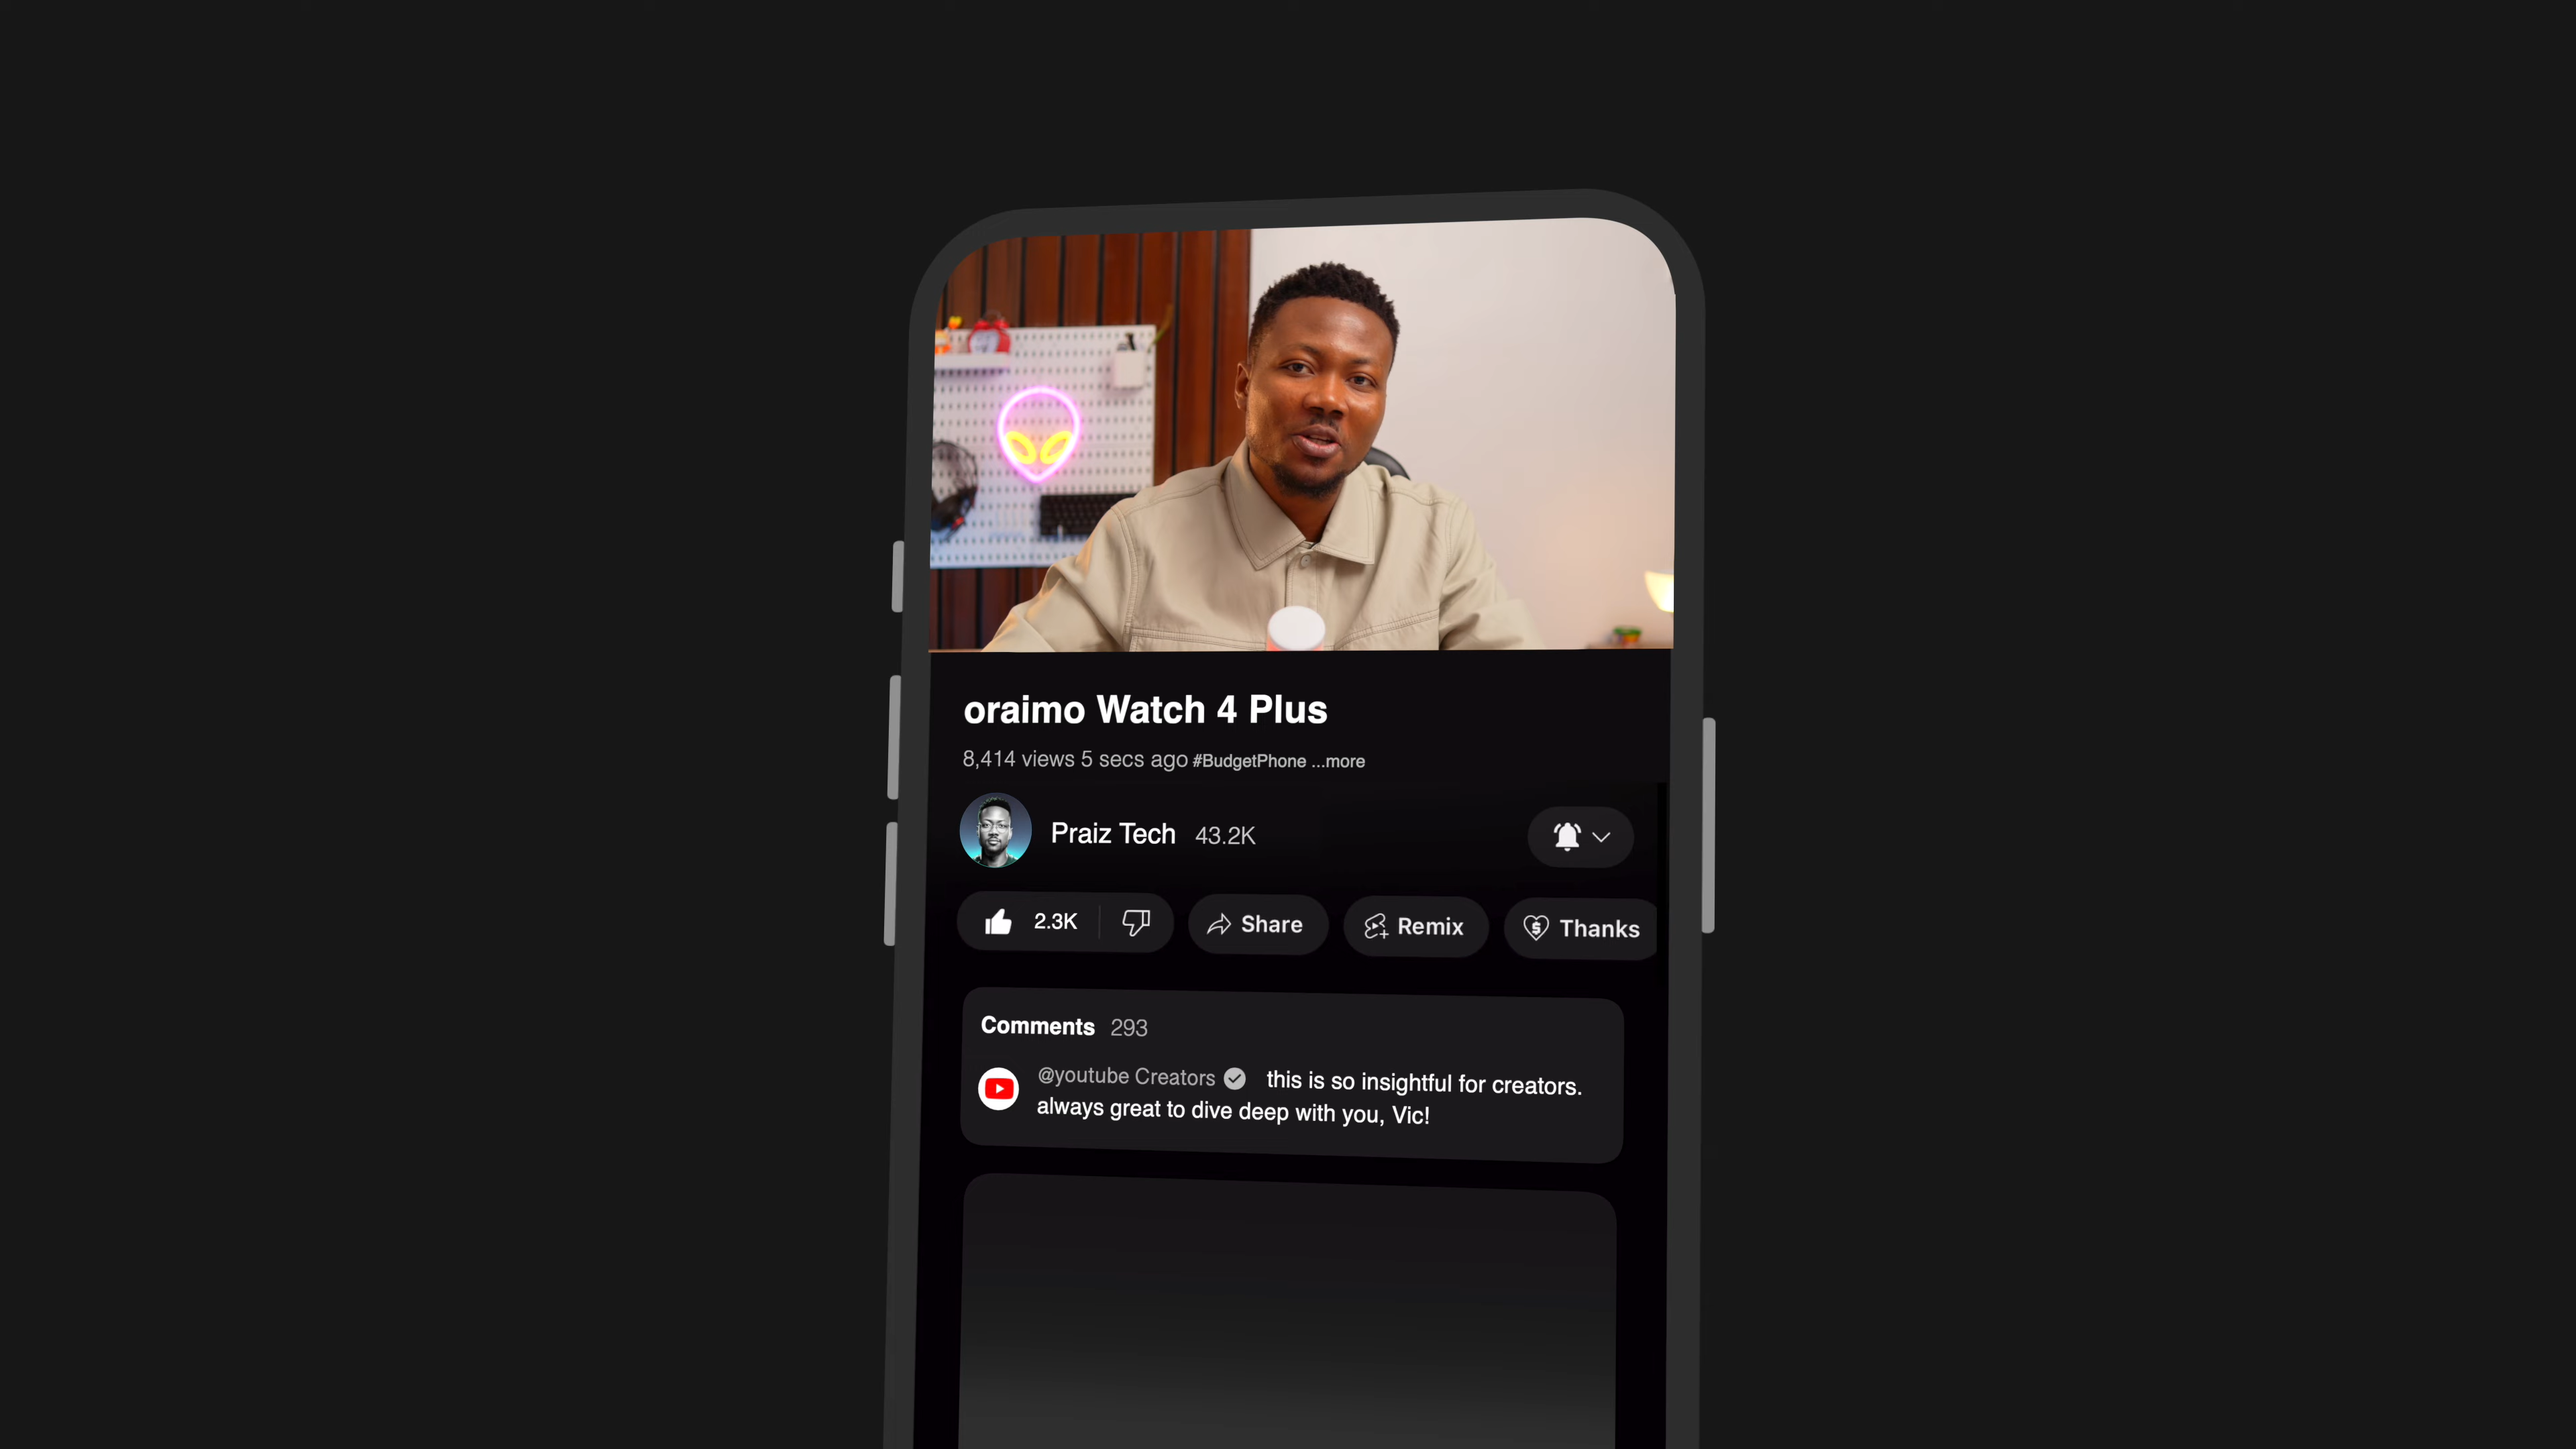 oraimo Watch 4 Plus
8,414 views 5 secs ago #BudgetPhone ...more
Praiz Tech 43.2K
2.3K Share Remix Thanks
Comments 293
@youtube Creators this is so insightful for creators.
always great to dive deep with you, Vic!